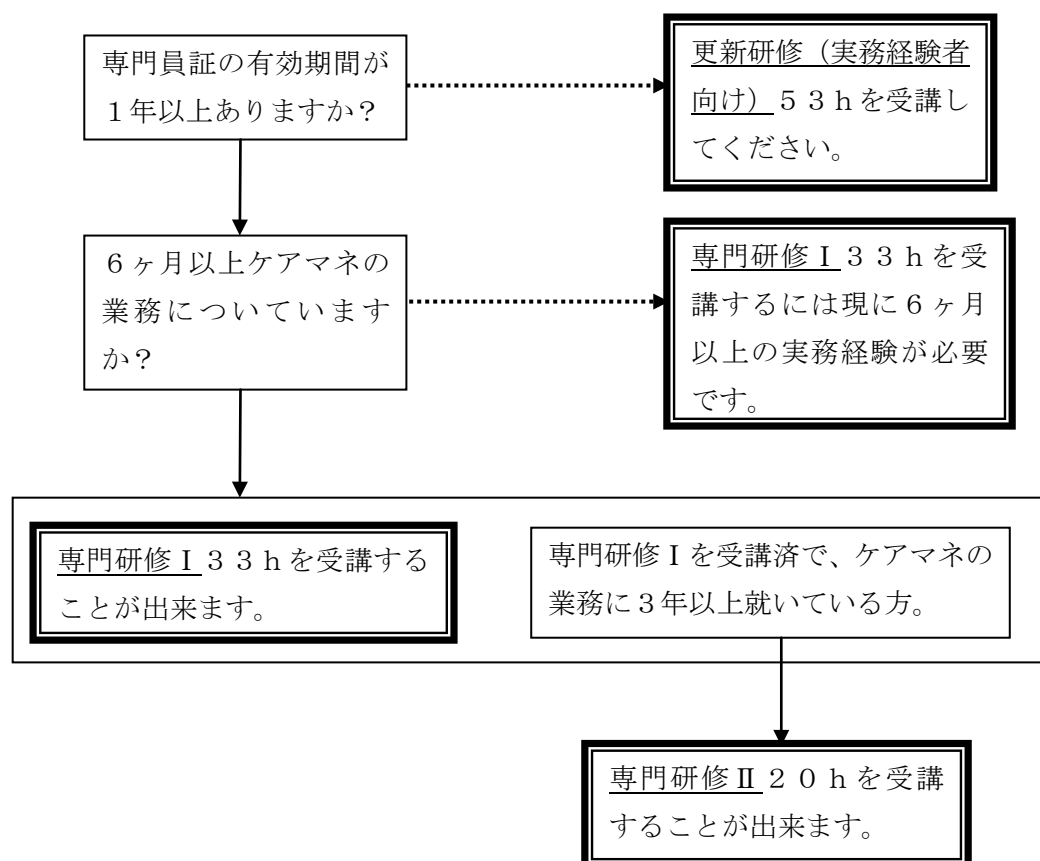 専門員証の有効期間が
１年以上ありますか？
更新研修（実務経験者
向け）５３ｈを受講し
てください。
６ヶ月以上ケアマネの
業務についています
か？
専門研修Ⅰ３３ｈを受
講するには現に６ヶ月
以上の実務経験が必要
です。
専門研修Ⅰ３３ｈを受講する
ことが出来ます。
専門研修Ⅰを受講済で、ケアマネの
業務に３年以上就いている方。
専門研修Ⅱ２０ｈを受講
することが出来ます。